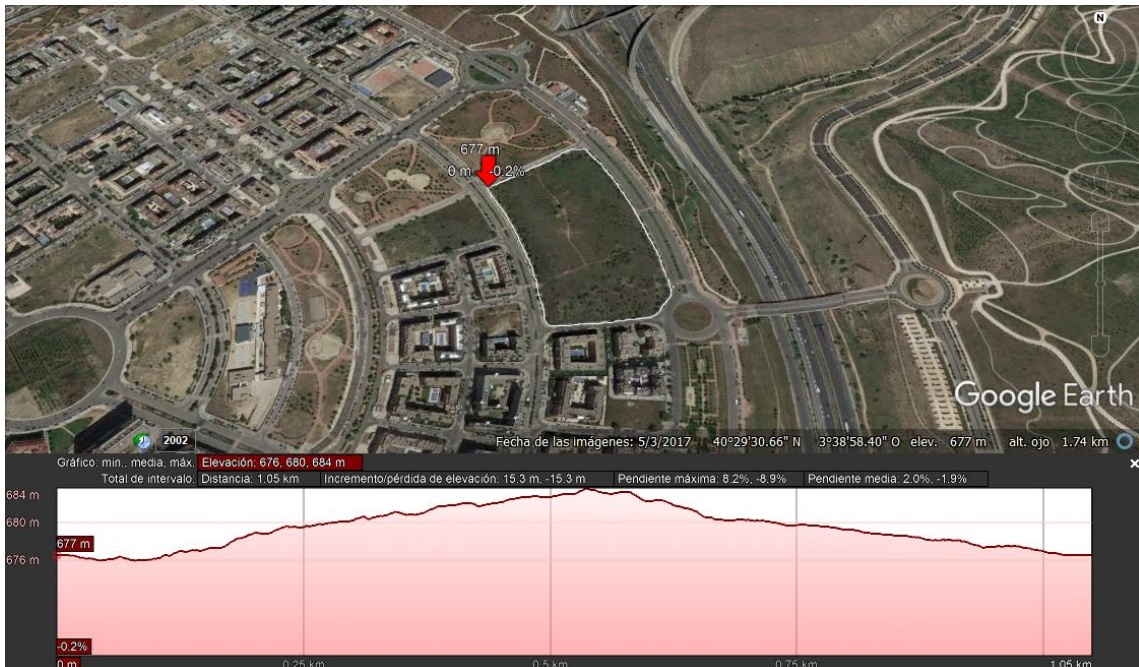 N
677 m
0 m -0.2%
Google Earth
2002
Fecha de las imágenes: 5/3/2017 40°29'30.66" N 3°38'58.40" O elev. 677 m alt. ojo 1.74 km
Gráfico: min., media, máx. Elevación: 676, 680, 684 m
Total de intervalo: Distancia: 1.05 km Incremento/pérdida de elevación: 15.3 m, -15.3 m Pendiente máxima: 8.2%, -8.9% Pendiente media: 2.0%, -1.9%
684 m
680 m
677 m
676 m
-0.2%
0 m 0.25 km 0.5 km 0.75 km 1.05 km